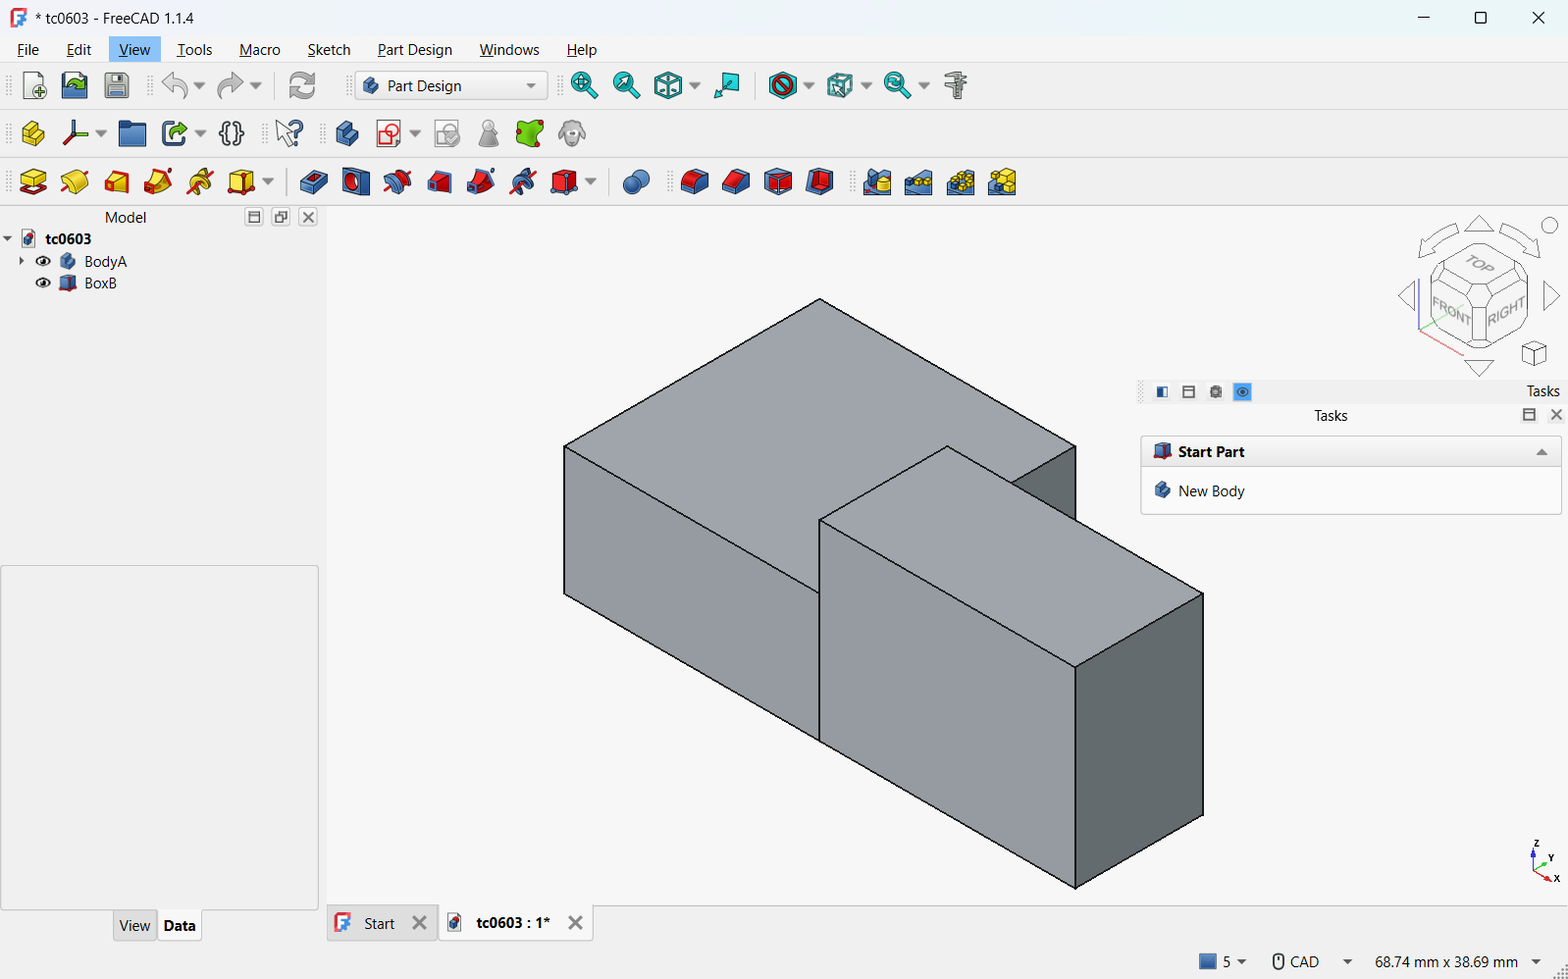 * tc0603 - FreeCAD 1.1.4
File Edit View Tools Macro Sketch Part Design Windows Help
Part Design
Model
tc0603
BodyA
BoxB
TOP
FRONT
RIGHT
Tasks
Tasks
Start Part
New Body
Z
Y
X
View Data
Start
tc0603 : 1*
5
CAD
68.74 mm x 38.69 mm